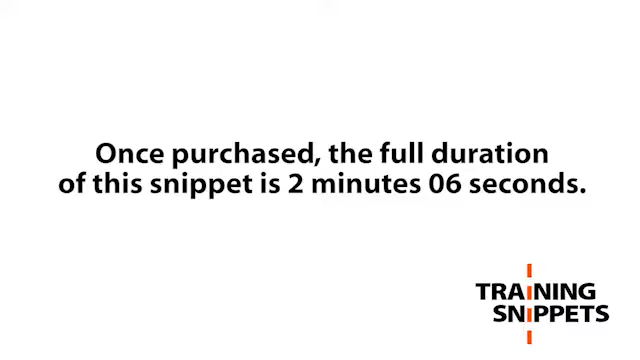 Once purchased, the full duration
of this snippet is 2 minutes 06 seconds.
TRAINING
SNIPPETS